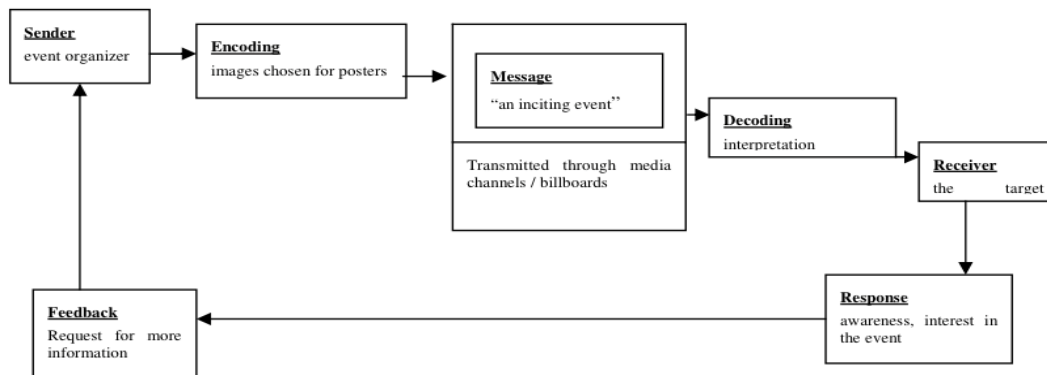 Sender
event organizer
Encoding
images chosen for posters
Message
“an inciting event”
Transmitted through media
channels / billboards
Decoding
interpretation
Receiver
the target
Response
awareness, interest in
the event
Feedback
Request for more
information